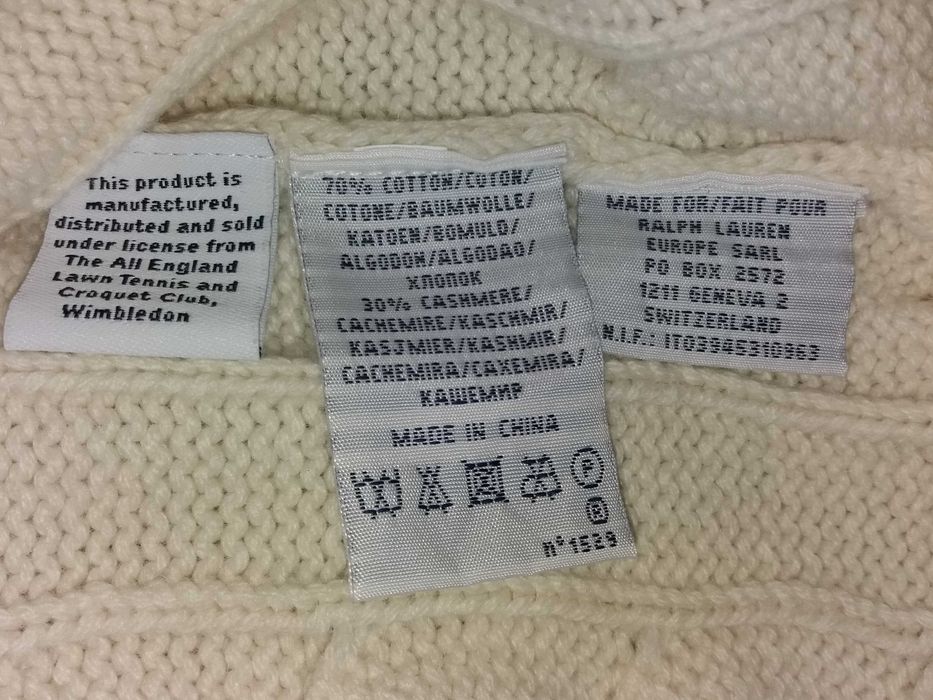 This product is
manufactured,
distributed and sold
under license from
The All England
Lawn Tennis and
Croquet Club,
Wimbledon
70% COTTON/COTON/
COTONE/BAUMWOLLE/
KATOEN/BOMULD/
ALGODON/ALGODAO/
ХЛОПОК
30% CASHMERE/
CACHEMIRE/KASCHMIR/
KASJMIER/KASHMIR/
CACHEMIRA/CAXEMIRA/
КАШЕМИР
MADE IN CHINA
P
®
n°1529
MADE FOR/FAIT POUR
RALPH LAUREN
EUROPE SARL
PO BOX 2572
1211 GENEVA 2
SWITZERLAND
N.I.F.: IT03945310969